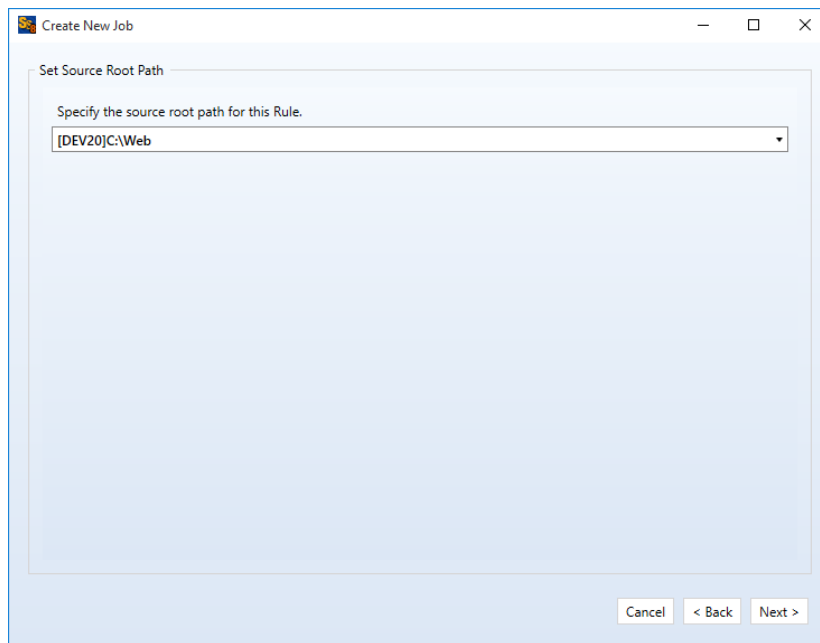 Create New Job
Set Source Root Path
Specify the source root path for this Rule.
[DEV20]C:\Web
Cancel
< Back
Next >